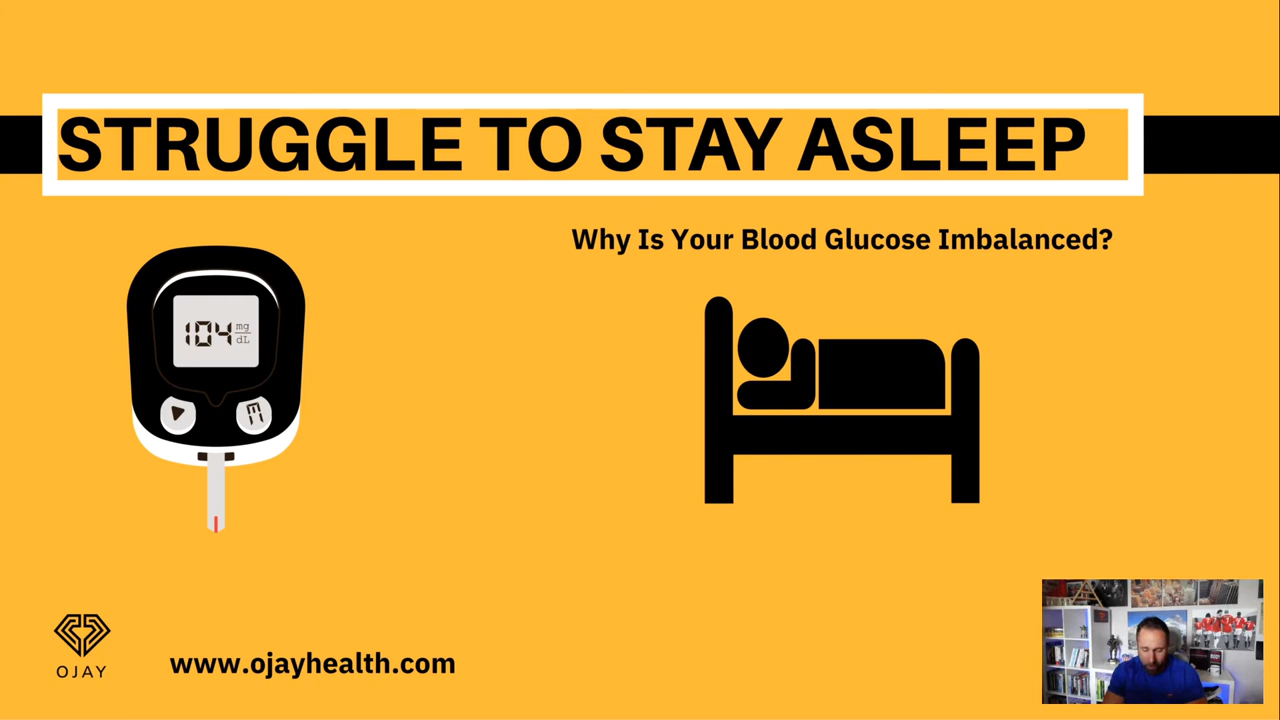 STRUGGLE TO STAY ASLEEP
Why Is Your Blood Glucose Imbalanced?
104 mg
dL
OJAY
www.ojayhealth.com